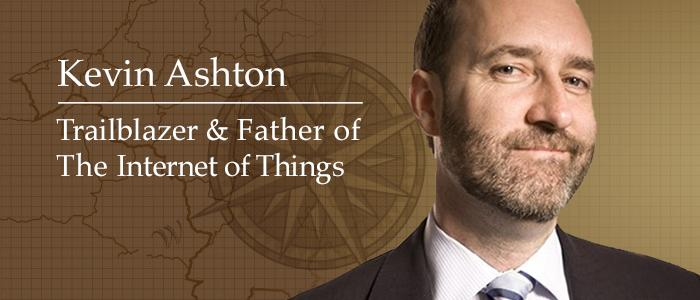 Kevin Ashton
Trailblazer & Father of
The Internet of Things